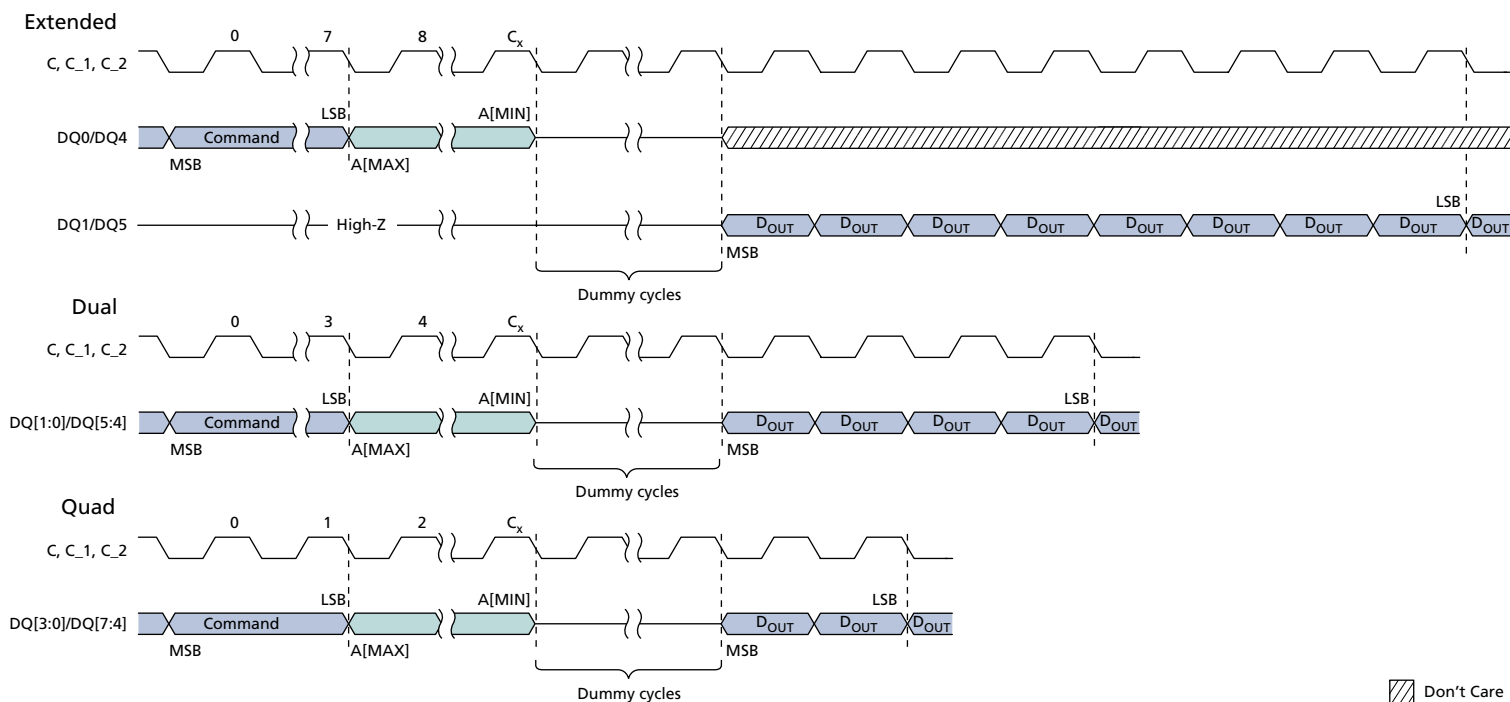 Extended
0 7 8 Cx
C, C_1, C_2
LSB A[MIN]
DQ0/DQ4 Command
MSB A[MAX]
LSB
DQ1/DQ5 High-Z DOUT DOUT DOUT DOUT DOUT DOUT DOUT DOUT DOUT
MSB
Dummy cycles
Dual
0 3 4 Cx
C, C_1, C_2
LSB A[MIN] LSB
DQ[1:0]/DQ[5:4] Command DOUT DOUT DOUT DOUT DOUT
MSB A[MAX] MSB
Dummy cycles
Quad
0 1 2 Cx
C, C_1, C_2
LSB A[MIN] LSB
DQ[3:0]/DQ[7:4] Command DOUT DOUT DOUT
MSB A[MAX] MSB
Dummy cycles
Don't Care